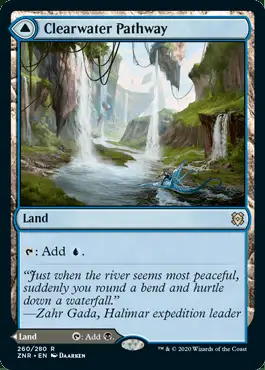 Clearwater Pathway
Land
: Add .
“Just when the river seems most peaceful,
suddenly you round a bend and hurtle
down a waterfall.”
—Zahr Gada, Halimar expedition leader
Land : Add .
260/280 R
ZNR • EN Daarken
™ & © 2020 Wizards of the Coast